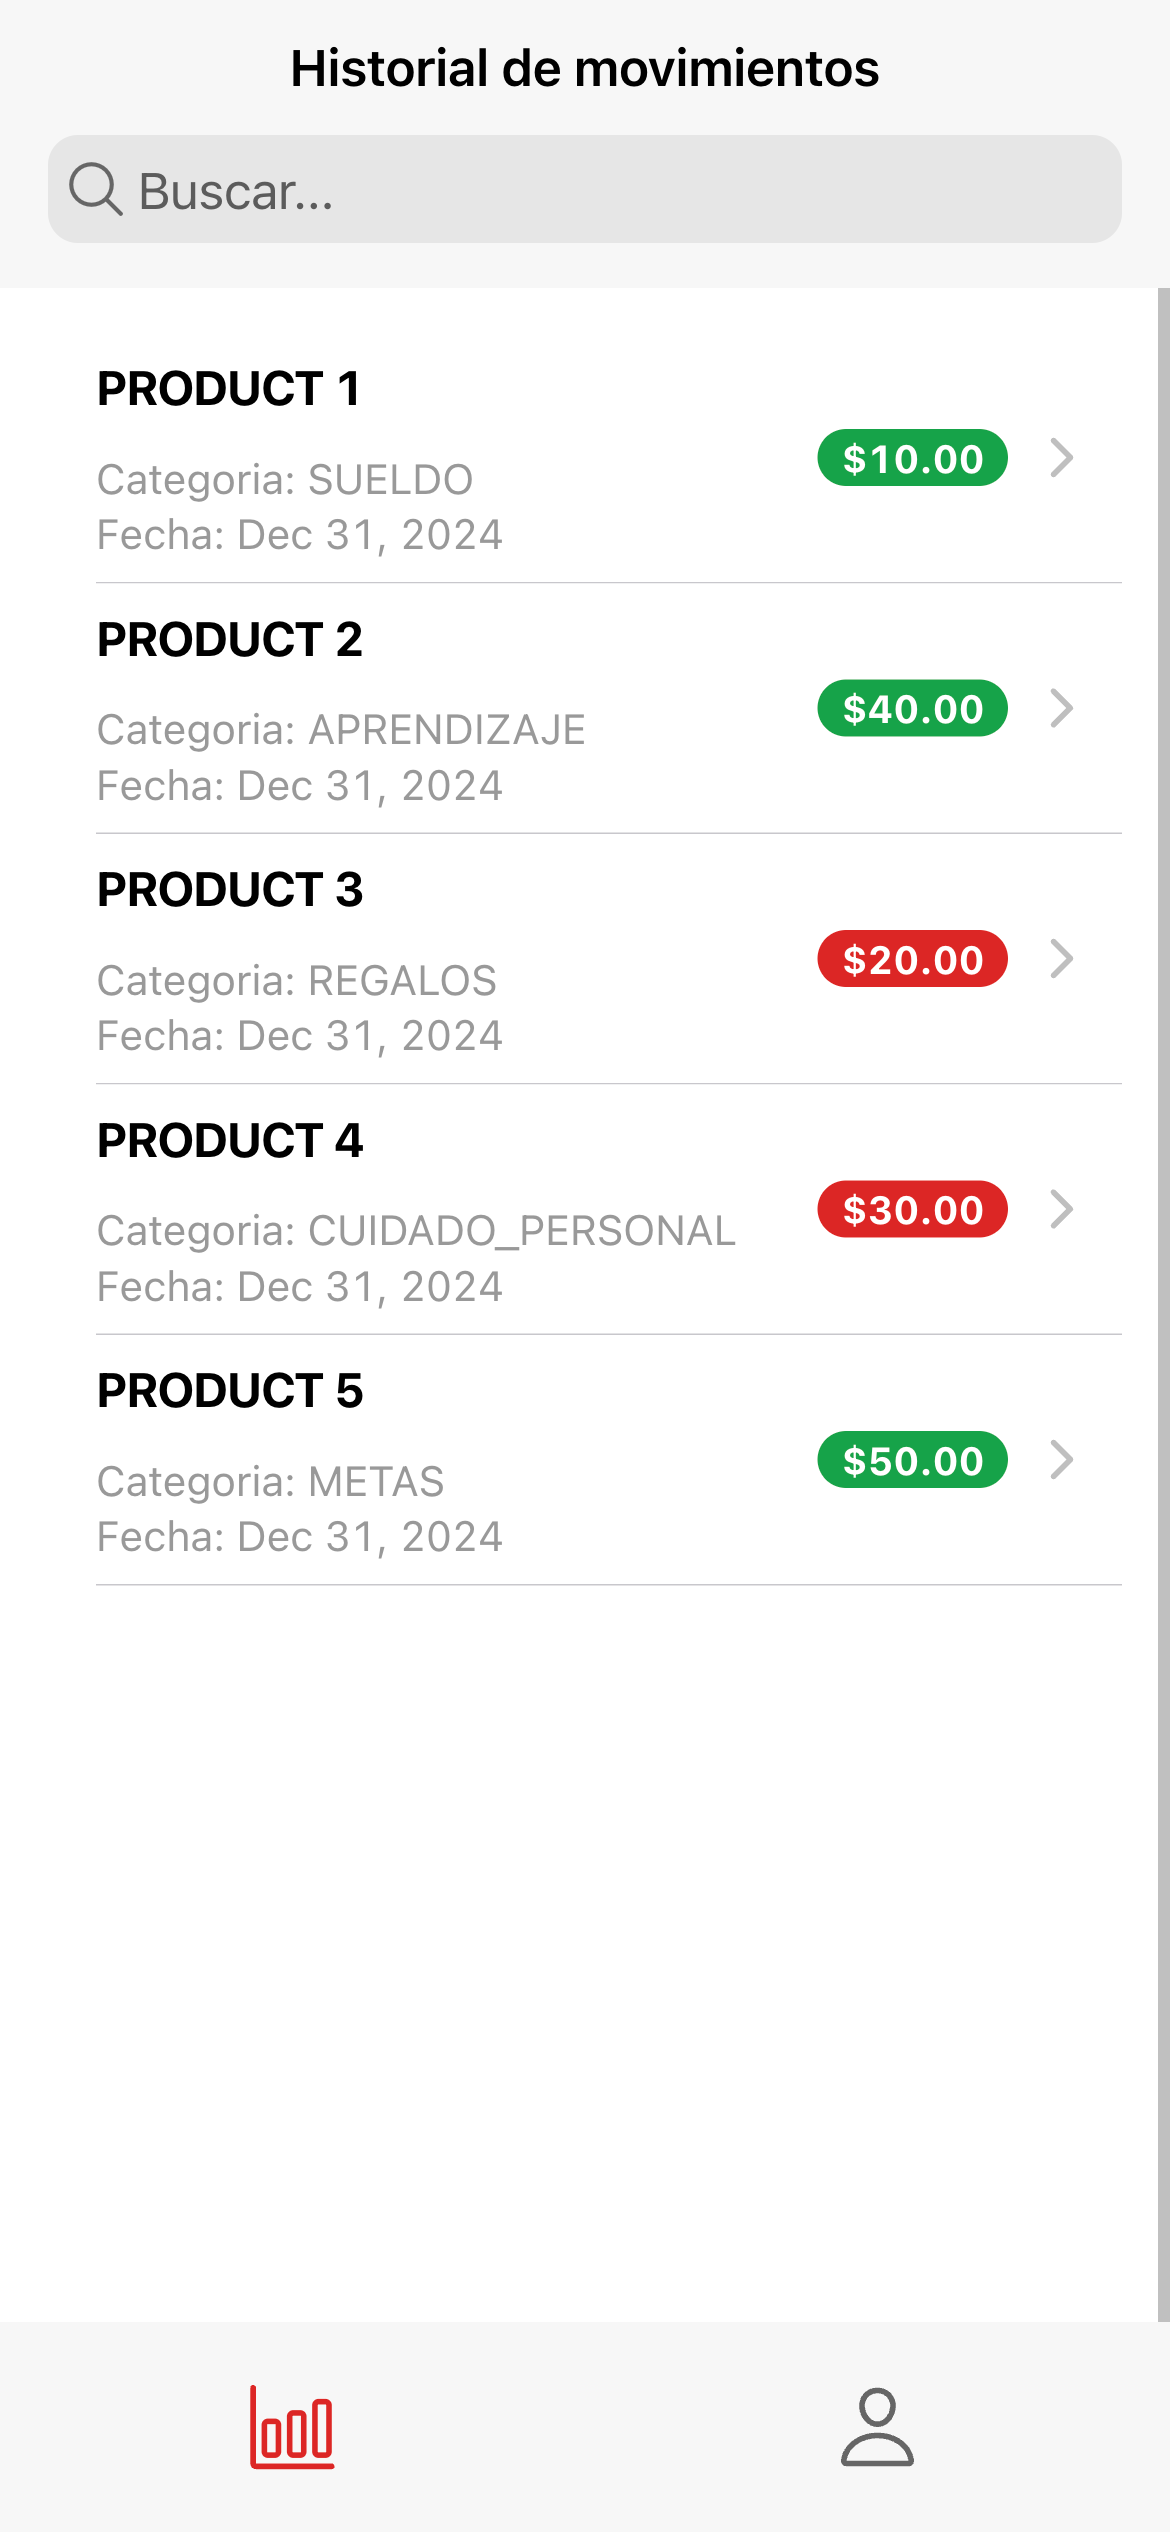 Historial de movimientos
Buscar...
PRODUCT 1
$10.00
Categoria: SUELDO
Fecha: Dec 31, 2024
PRODUCT 2
$40.00
Categoria: APRENDIZAJE
Fecha: Dec 31, 2024
PRODUCT 3
$20.00
Categoria: REGALOS
Fecha: Dec 31, 2024
PRODUCT 4
$30.00
Categoria: CUIDADO_PERSONAL
Fecha: Dec 31, 2024
PRODUCT 5
$50.00
Categoria: METAS
Fecha: Dec 31, 2024